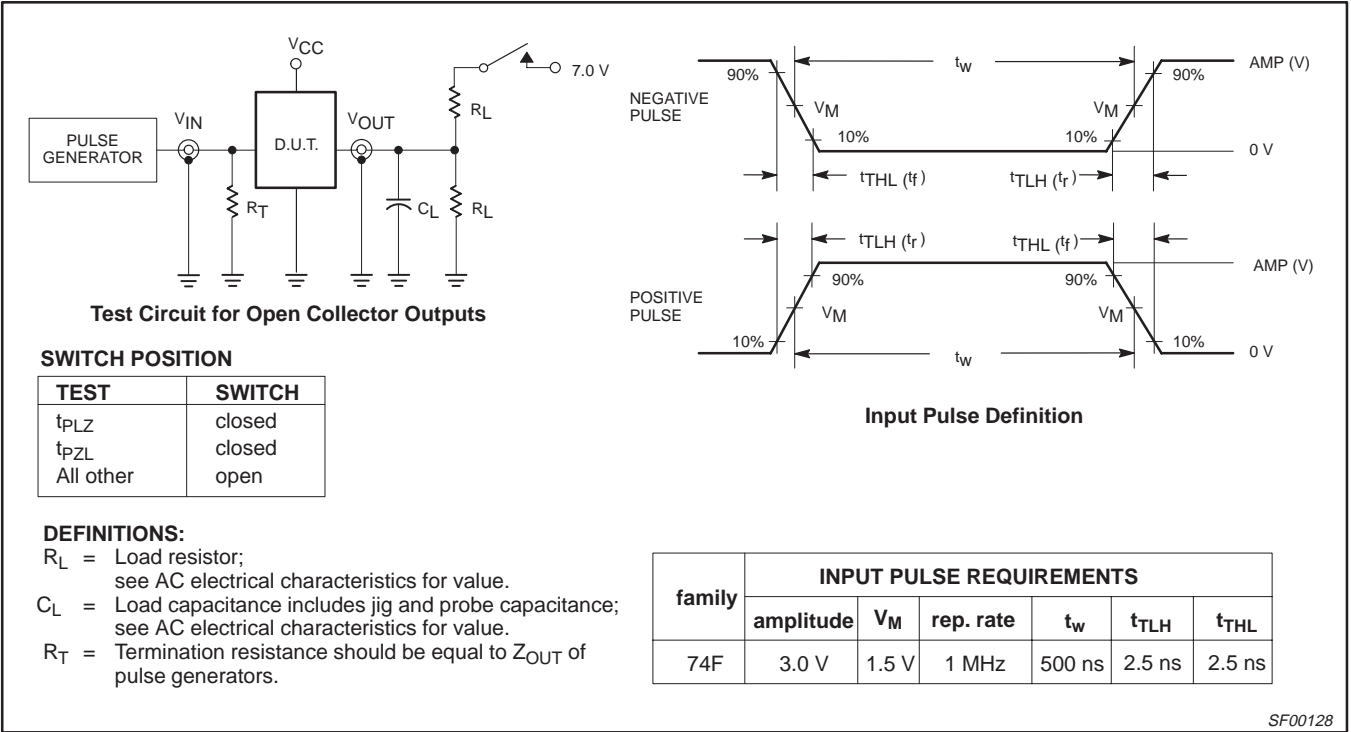 VCC
7.0 V
RL
PULSE
GENERATOR
VIN
D.U.T.
VOUT
RT
CL
RL
Test Circuit for Open Collector Outputs
NEGATIVE
PULSE
90%
tW
90%
AMP (V)
VM
VM
10%
10%
0 V
tTHL (tf )
tTLH (tr )
tTLH (tr )
tTHL (tf )
AMP (V)
90%
90%
POSITIVE
PULSE
VM
VM
10%
10%
tW
0 V
Input Pulse Definition
SWITCH POSITION
TEST SWITCH
tPLZ closed
tPZL closed
All other open
DEFINITIONS:
RL = Load resistor;
see AC electrical characteristics for value.
CL = Load capacitance includes jig and probe capacitance;
see AC electrical characteristics for value.
RT = Termination resistance should be equal to ZOUT of
pulse generators.
family INPUT PULSE REQUIREMENTS
amplitude VM rep. rate tw tTLH tTHL
74F 3.0 V 1.5 V 1 MHz 500 ns 2.5 ns 2.5 ns
SF00128